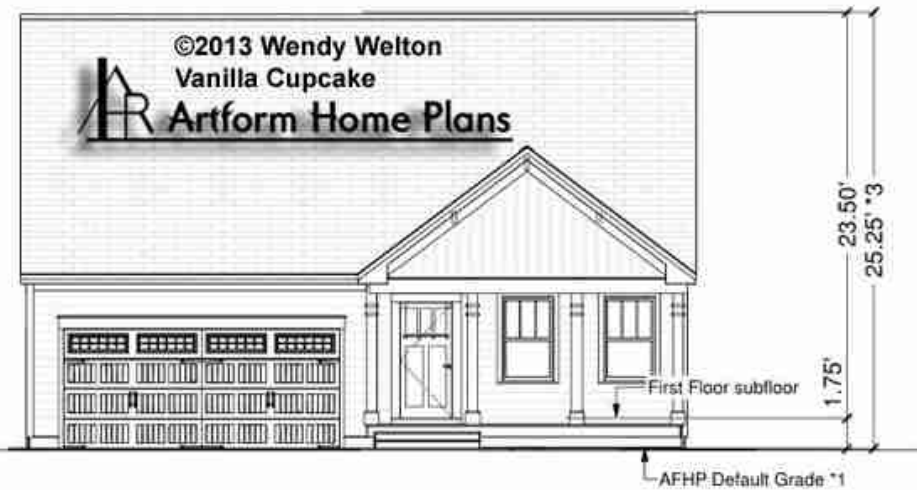 ©2013 Wendy Welton
Vanilla Cupcake
AHR
Artform Home Plans
23.50'
25.25' *3
1.75'
First Floor subfloor
AFHP Default Grade *1